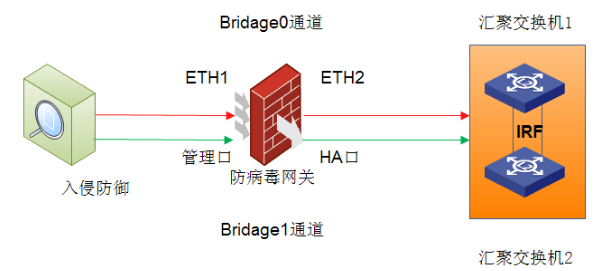 Bridage0通道
汇聚交换机1
ETH1
ETH2
IRF
管理口
HA口
入侵防御
防病毒网关
Bridage1通道
汇聚交换机2